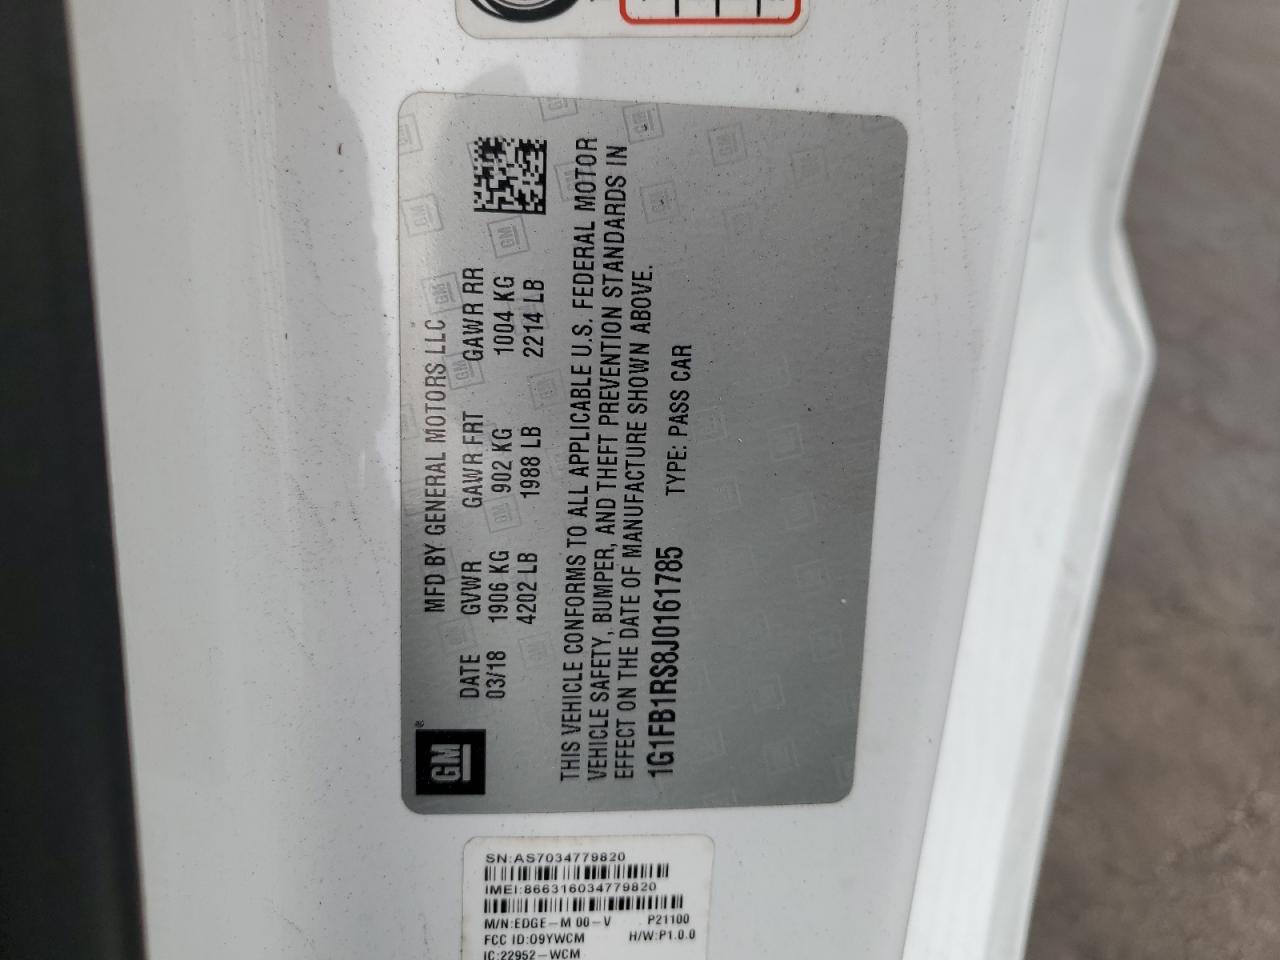 GM
®
MFD BY GENERAL MOTORS LLC
DATE GVWR GAWR FRT GAWR RR
03/18 1906 KG 902 KG 1004 KG
4202 LB 1988 LB 2214 LB
THIS VEHICLE CONFORMS TO ALL APPLICABLE U.S. FEDERAL MOTOR
VEHICLE SAFETY, BUMPER, AND THEFT PREVENTION STANDARDS IN
EFFECT ON THE DATE OF MANUFACTURE SHOWN ABOVE.
1G1FB1RS8J0161785 TYPE: PASS CAR
SN:AS7034779820
IMEI:866316034779820
M/N:EDGE-M 00-V P21100
FCC ID:O9YWCM H/W:P1.0.0
IC:22952-WCM